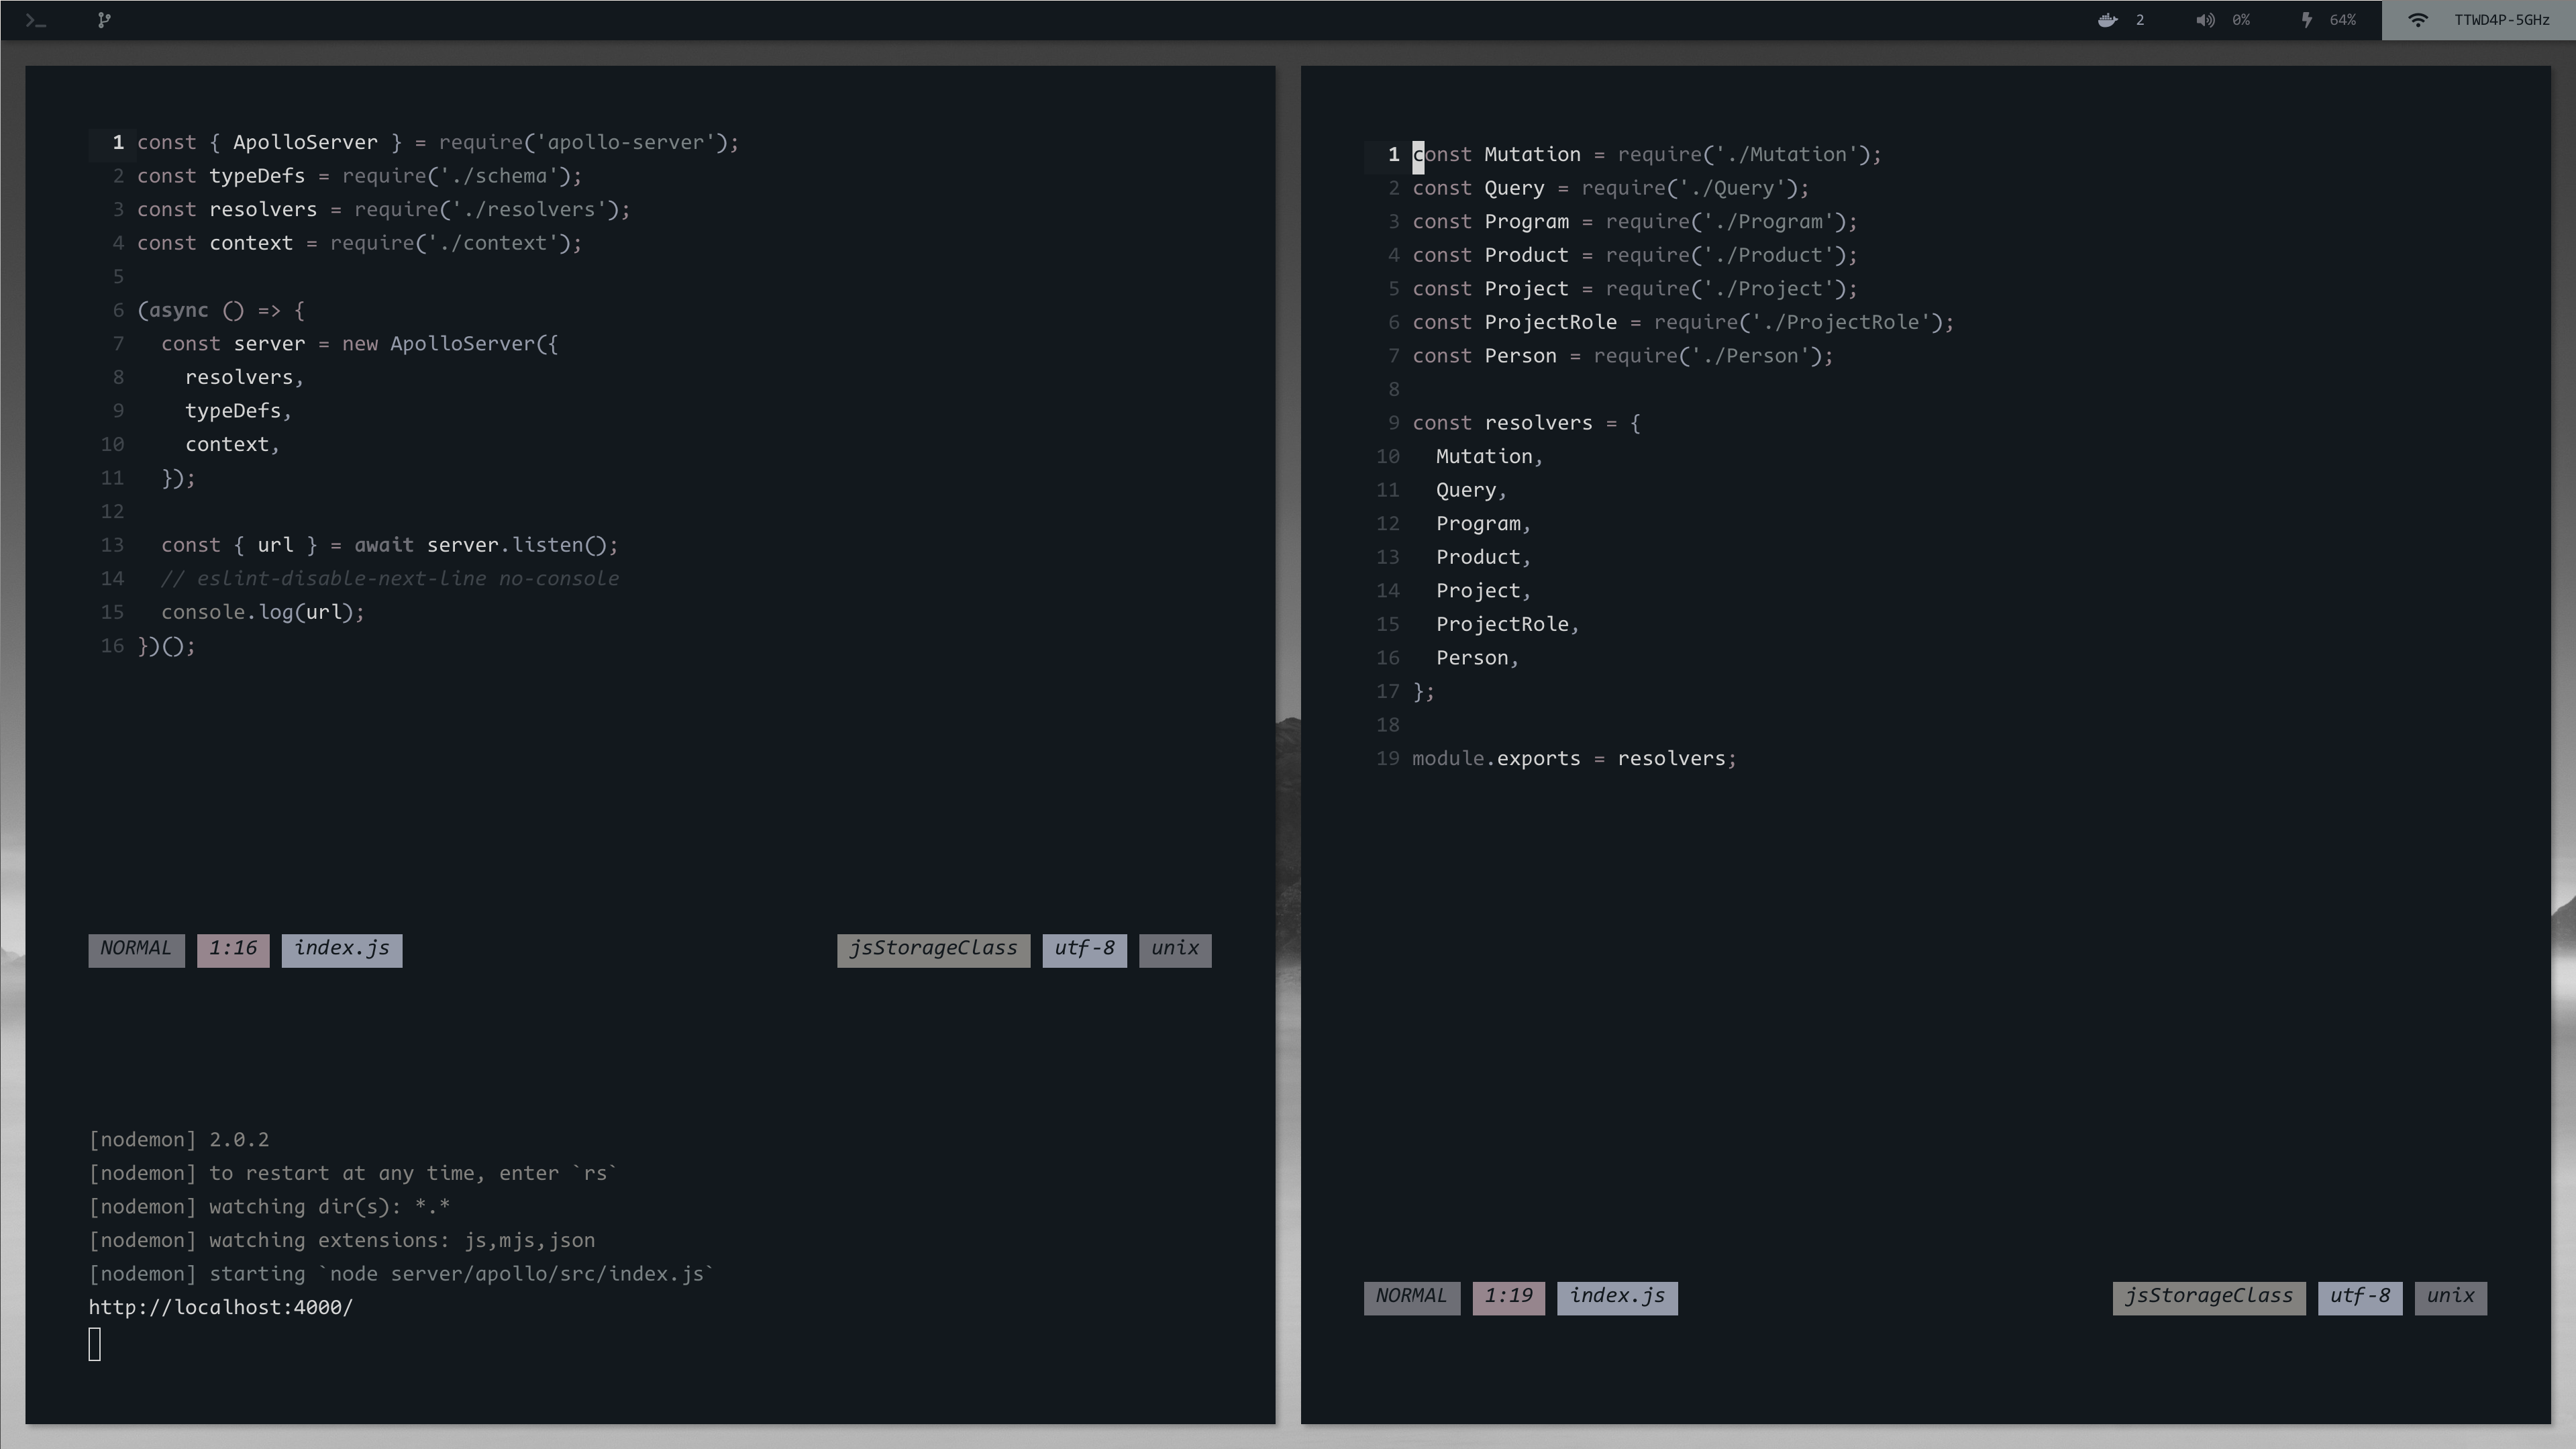 >_
2
0%
64%
TTWD4P-5GHz
1 const { ApolloServer } = require('apollo-server');
2 const typeDefs = require('./schema');
3 const resolvers = require('./resolvers');
4 const context = require('./context');
5
6 (async () => {
7   const server = new ApolloServer({
8     resolvers,
9     typeDefs,
10     context,
11   });
12
13   const { url } = await server.listen();
14   // eslint-disable-next-line no-console
15   console.log(url);
16 })();
NORMAL 1:16 index.js jsStorageClass utf-8 unix
[nodemon] 2.0.2
[nodemon] to restart at any time, enter `rs`
[nodemon] watching dir(s): *.*
[nodemon] watching extensions: js,mjs,json
[nodemon] starting `node server/apollo/src/index.js`
http://localhost:4000/
1 const Mutation = require('./Mutation');
2 const Query = require('./Query');
3 const Program = require('./Program');
4 const Product = require('./Product');
5 const Project = require('./Project');
6 const ProjectRole = require('./ProjectRole');
7 const Person = require('./Person');
8
9 const resolvers = {
10   Mutation,
11   Query,
12   Program,
13   Product,
14   Project,
15   ProjectRole,
16   Person,
17 };
18
19 module.exports = resolvers;
NORMAL 1:19 index.js jsStorageClass utf-8 unix